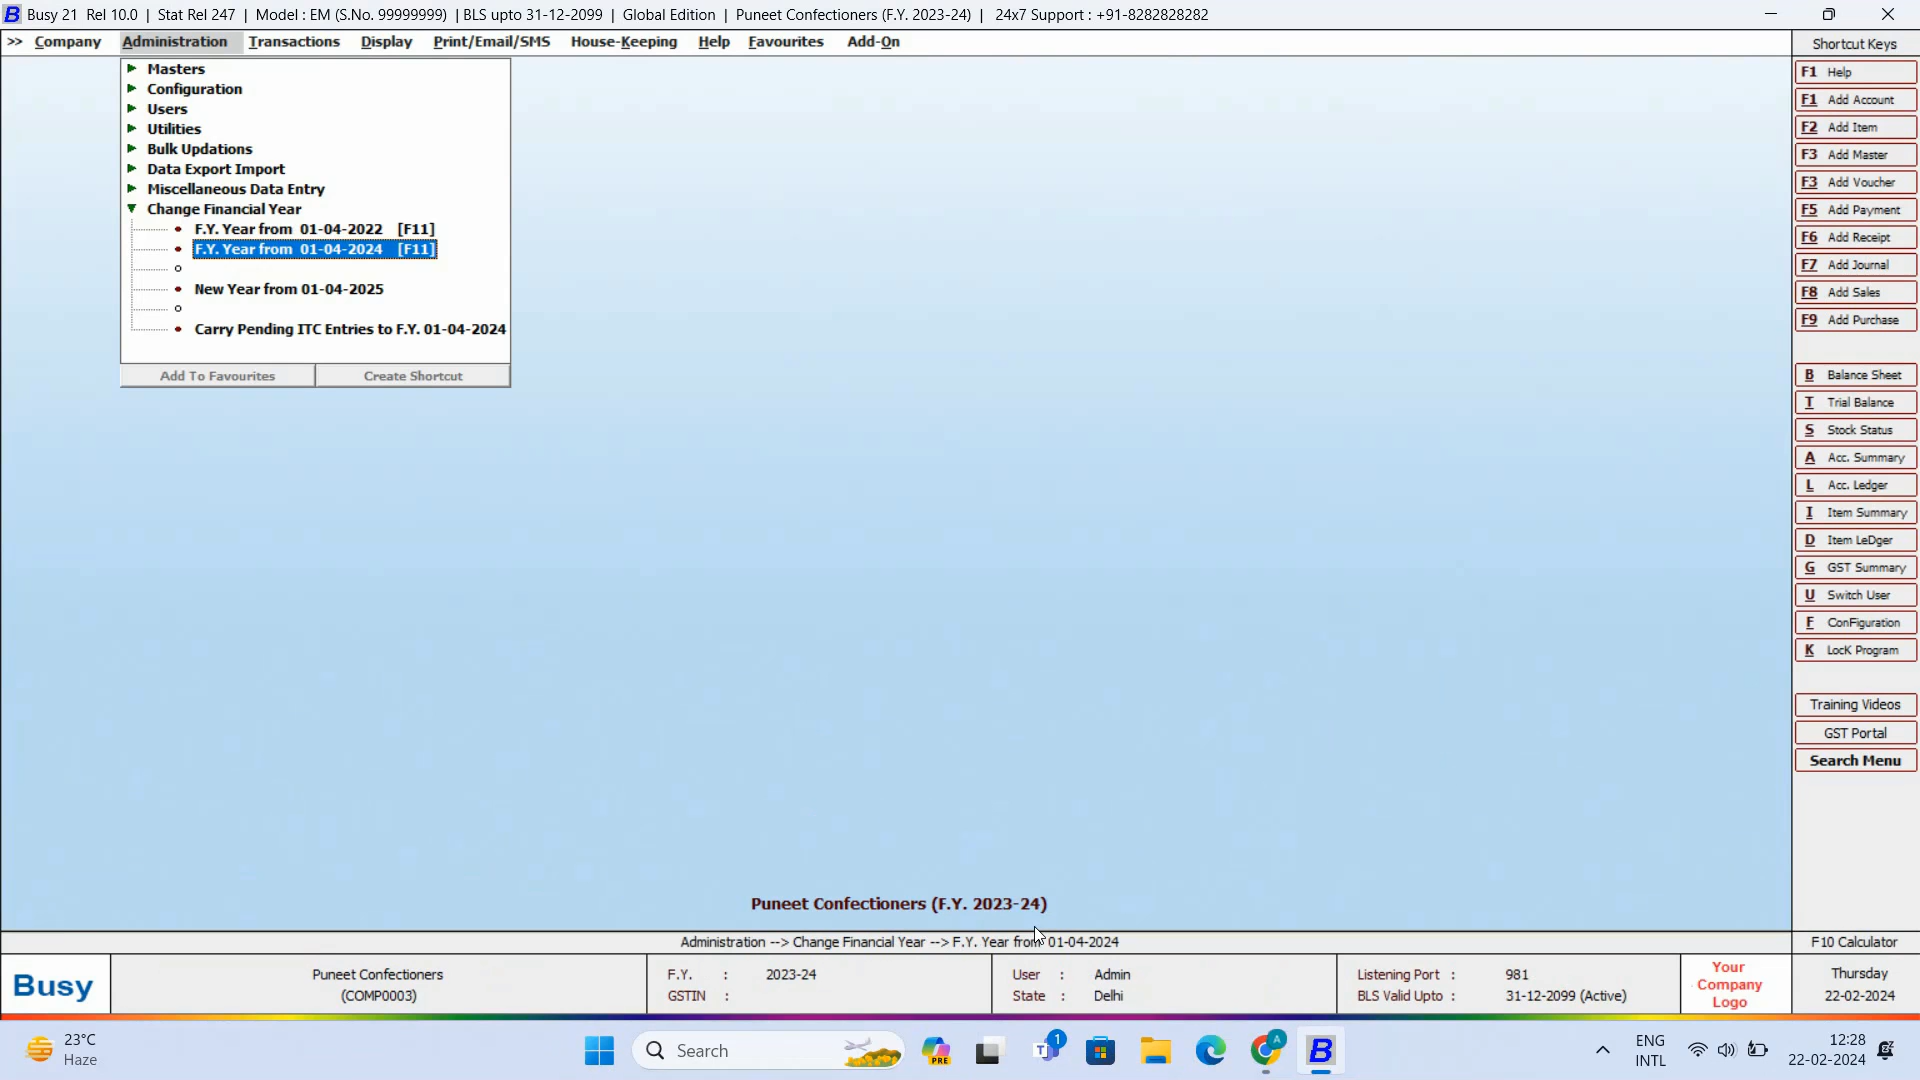 Busy 21 Rel 10.0 | Stat Rel 247 | Model : EM (S.No. 99999999) | BLS upto 31-12-2099 | Global Edition | Puneet Confectioners (F.Y. 2023-24) | 24x7 Support : +91-8282828282
>> Company Administration Transactions Display Print/Email/SMS House-Keeping Help Favourites Add-On
Masters
Configuration
Users
Utilities
Bulk Updations
Data Export Import
Miscellaneous Data Entry
Change Financial Year
F.Y. Year from 01-04-2022 [F11]
F.Y. Year from 01-04-2024 [F11]
New Year from 01-04-2025
Carry Pending ITC Entries to F.Y. 01-04-2024
Add To Favourites Create Shortcut
Shortcut Keys
F1 Help
F1 Add Account
F2 Add Item
F3 Add Master
F3 Add Voucher
F5 Add Payment
F6 Add Receipt
F7 Add Journal
F8 Add Sales
F9 Add Purchase
B Balance Sheet
T Trial Balance
S Stock Status
A Acc. Summary
L Acc. Ledger
I Item Summary
D Item LeDger
G GST Summary
U Switch User
F ConFiguration
K LocK Program
Training Videos
GST Portal
Search Menu
Puneet Confectioners (F.Y. 2023-24)
Administration --> Change Financial Year --> F.Y. Year from 01-04-2024
F10 Calculator
Busy
Puneet Confectioners
(COMP0003)
F.Y. : 2023-24
GSTIN :
User : Admin
State : Delhi
Listening Port : 981
BLS Valid Upto : 31-12-2099 (Active)
Your
Company
Logo
Thursday
22-02-2024
23°C
Haze
Search
PRE
T
1
A
B
ENG
INTL
12:28
22-02-2024